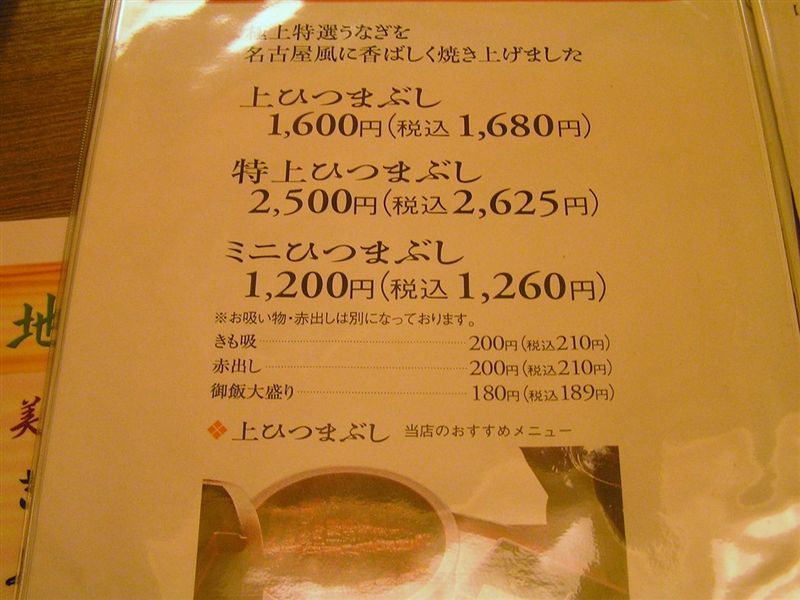 極上特選うなぎを
名古屋風に香ばしく焼き上げました
上ひつまぶし
1,600円(税込 1,680円)
特上ひつまぶし
2,500円(税込 2,625円)
ミニひつまぶし
1,200円(税込 1,260円)
※お吸い物・赤出しは別になっております。
きも吸 200円(税込210円)
赤出し 200円(税込210円)
御飯大盛り 180円(税込189円)
上ひつまぶし 当店のおすすめメニュー
地
美